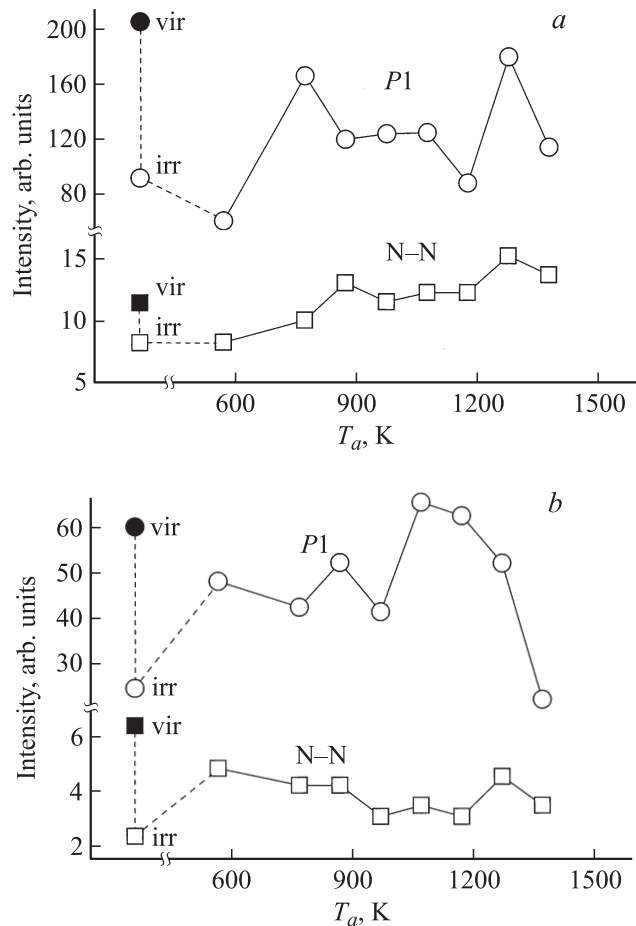 a
200
160
120
80
15
10
5
Intensity, arb. units
vir
irr
P1
N–N
vir
irr
600
900
1200
1500
Tₐ, K
b
60
50
40
30
6
4
2
Intensity, arb. units
vir
irr
P1
vir
irr
N–N
600
900
1200
1500
Tₐ, K